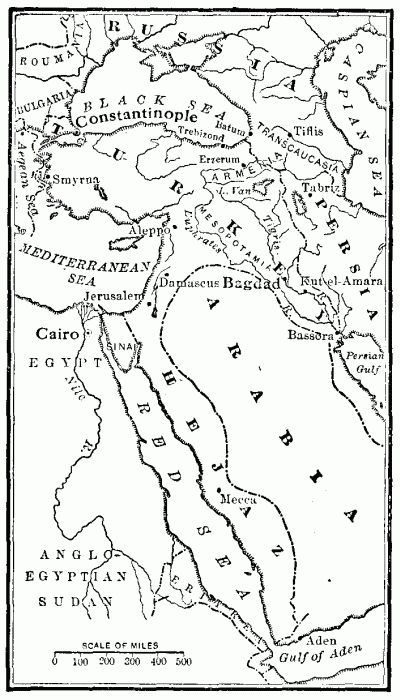 RUSSIA
ROUMAN
BULGARIA
BLACK SEA
CASPIAN SEA
Constantinople
Batum
Tiflis
Trebizond
TRANSCAUCASIA
TURKEY
Aegean Sea
Erzerum
ARMENIA
Smyrna
L. Van
Tabriz
PERSIA
Aleppo
MESOPOTAMIA
Euphrates
Tigris
MEDITERRANEAN
SEA
Damascus
Bagdad
Kut-el-Amara
Jerusalem
R.
Cairo
SINAI
Bassora
EGYPT
Persian
Gulf
Nile
R.
ARABIA
HEJAZ
RED SEA
Mecca
ANGLO-
EGYPTIAN
SUDAN
ERITREA
Aden
Gulf of Aden
SCALE OF MILES
0 100 200 300 400 500